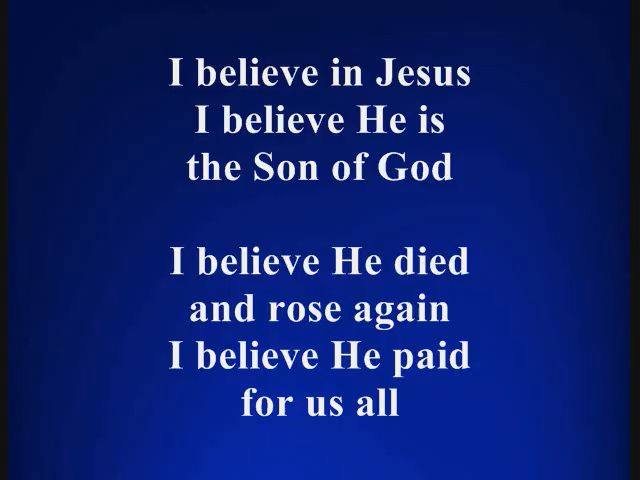 I believe in Jesus
I believe He is
the Son of God
I believe He died
and rose again
I believe He paid
for us all